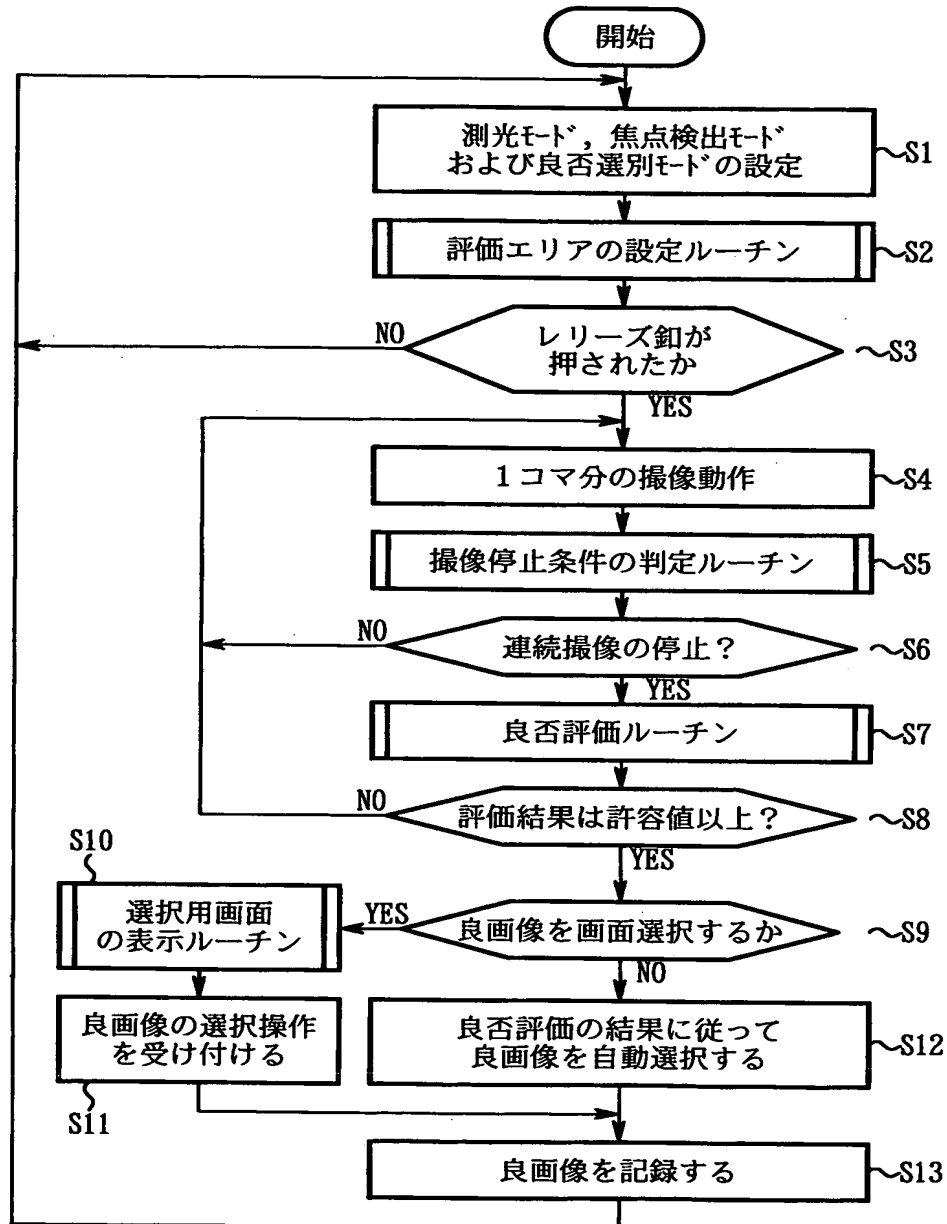 開始
測光モード,焦点検出モード
および良否選別モードの設定
~S1
評価エリアの設定ルーチン
~S2
NO
レリーズ釦が
押されたか
~S3
YES
1コマ分の撮像動作
~S4
撮像停止条件の判定ルーチン
~S5
NO
連続撮像の停止?
~S6
YES
良否評価ルーチン
~S7
NO
評価結果は許容値以上?
~S8
YES
S10
選択用画面
の表示ルーチン
YES
良画像を画面選択するか
~S9
NO
良画像の選択操作
を受け付ける
S11
良否評価の結果に従って
良画像を自動選択する
~S12
良画像を記録する
~S13